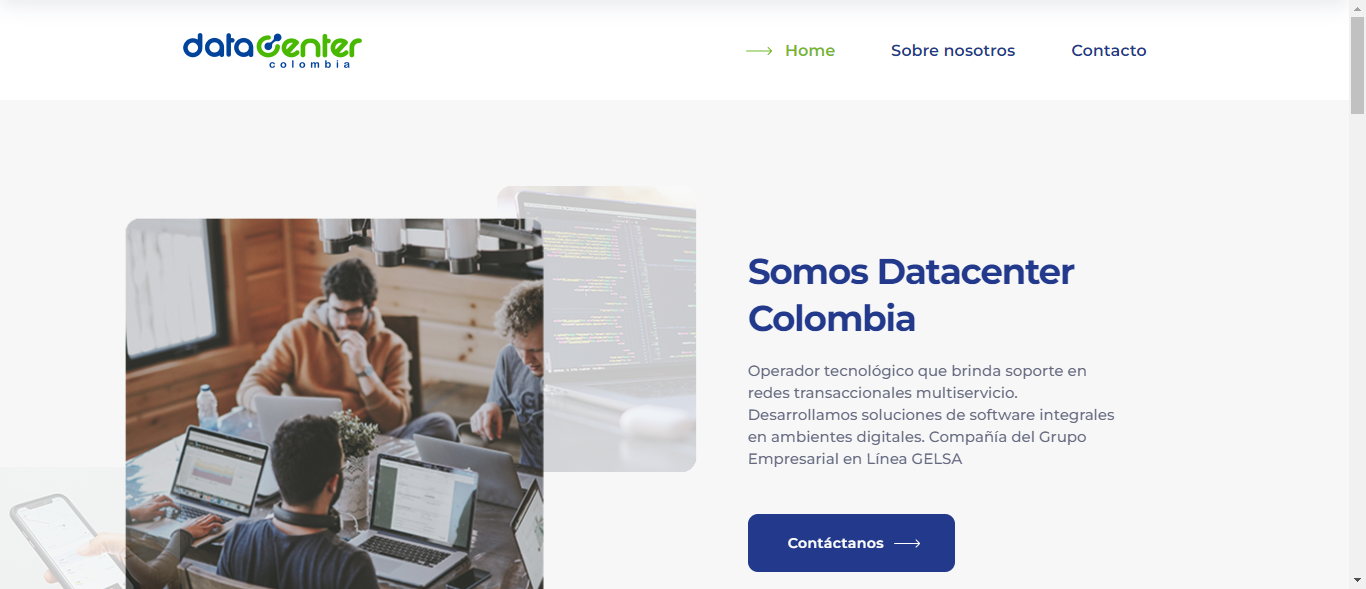 datacenter
colombia
Home
Sobre nosotros
Contacto
Somos Datacenter
Colombia
Operador tecnológico que brinda soporte en
redes transaccionales multiservicio.
Desarrollamos soluciones de software integrales
en ambientes digitales. Compañía del Grupo
Empresarial en Línea GELSA
Contáctanos